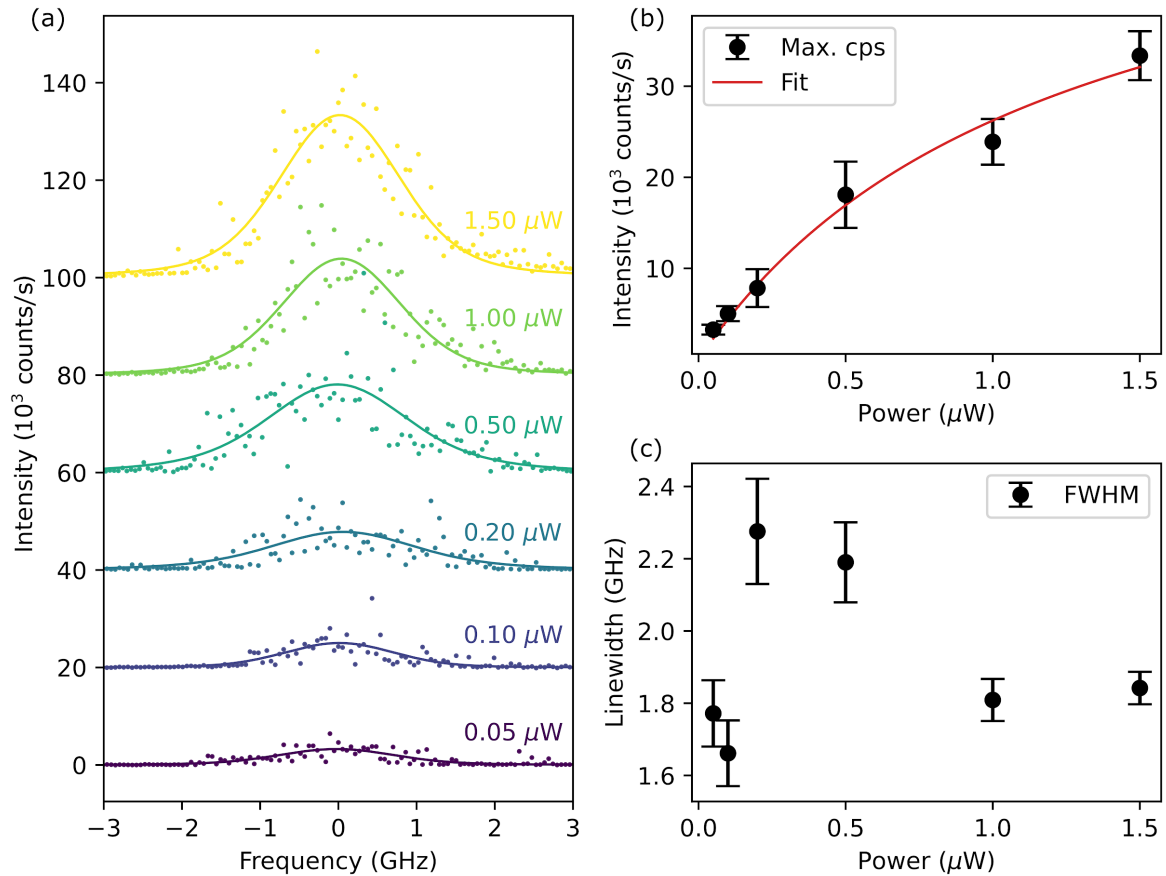 (a)
Intensity (10³ counts/s)
140
120
100
80
60
40
20
0
1.50 μW
1.00 μW
0.50 μW
0.20 μW
0.10 μW
0.05 μW
−3 −2 −1 0 1 2 3
Frequency (GHz)
(b)
Intensity (10³ counts/s)
30
20
10
Max. cps
Fit
0.0 0.5 1.0 1.5
Power (μW)
(c)
Linewidth (GHz)
2.4
2.2
2.0
1.8
1.6
FWHM
0.0 0.5 1.0 1.5
Power (μW)